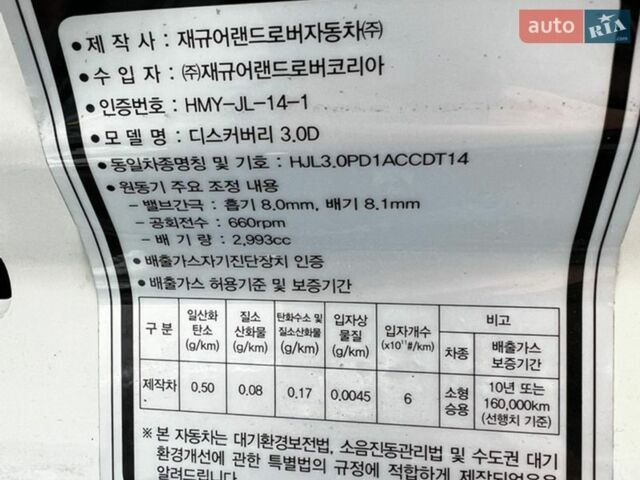 auto RIA.com
• 제 작 사 : 재규어랜드로버자동차㈜
• 수 입 자 : ㈜재규어랜드로버코리아
• 인증번호 : HMY-JL-14-1
• 모 델 명 : 디스커버리 3.0D
• 동일차종명칭 및 기호 : HJL3.0PD1ACCDT14
• 원동기 주요 조정 내용
- 밸브간극 : 흡기 8.0mm, 배기 8.1mm
- 공회전수 : 660rpm
- 배 기 량 : 2,993cc
• 배출가스자기진단장치 인증
• 배출가스 허용기준 및 보증기간
구 분 일산화탄소 (g/km) 질소산화물 (g/km) 탄화수소 및 질소산화물 (g/km) 입자상물질 (g/km) 입자개수 (x10¹¹#/km) 비고
차종 배출가스 보증기간
제작차 0.50 0.08 0.17 0.0045 6 소형승용 10년 또는 160,000km (선행치 기준)
※ 본 자동차는 대기환경보전법, 소음진동관리법 및 수도권 대기
환경개선에 관한 특별법의 규정에 적합하게 제작되었음을
알려드립니다